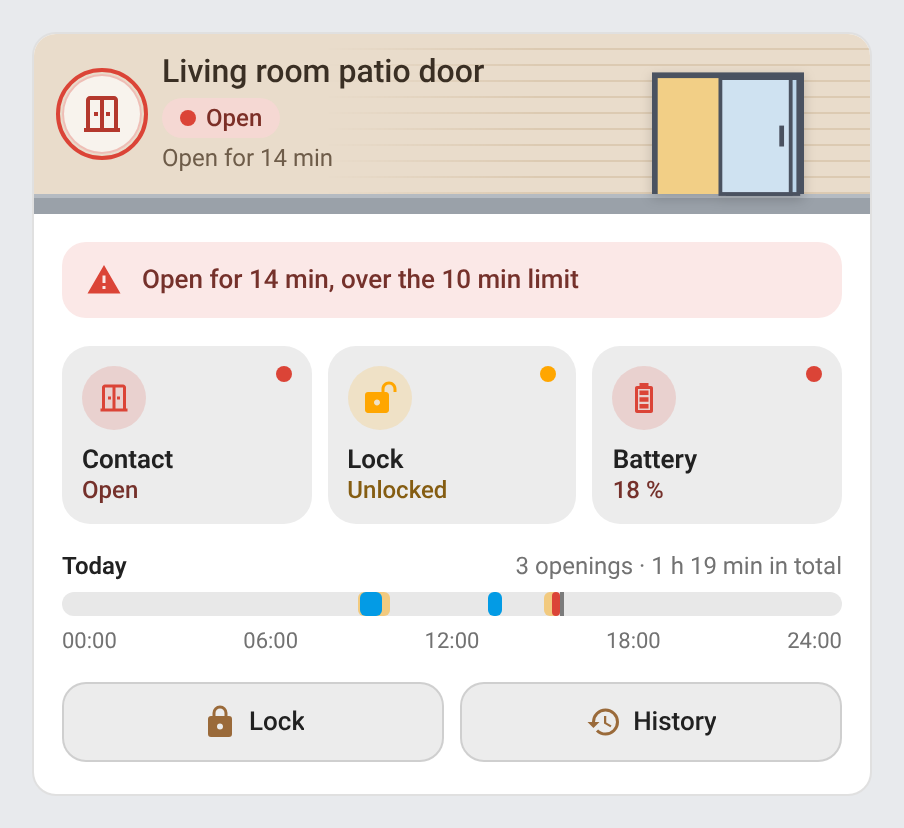 Living room patio door
Open
Open for 14 min
Open for 14 min, over the 10 min limit
Contact
Open
Lock
Unlocked
Battery
18 %
Today
3 openings · 1 h 19 min in total
00:00 06:00 12:00 18:00 24:00
Lock
History